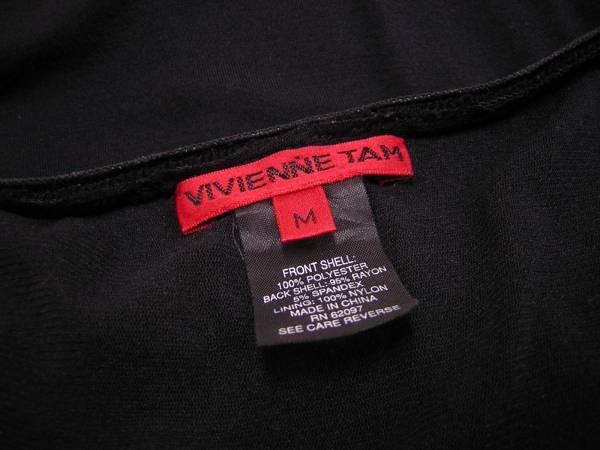 VIVIENNE TAM
M
FRONT SHELL:
100% POLYESTER
BACK SHELL:-95% RAYON
5% SPANDEX
LINING: 100% NYLON
MADE IN CHINA
RN 62097
SEE CARE REVERSE